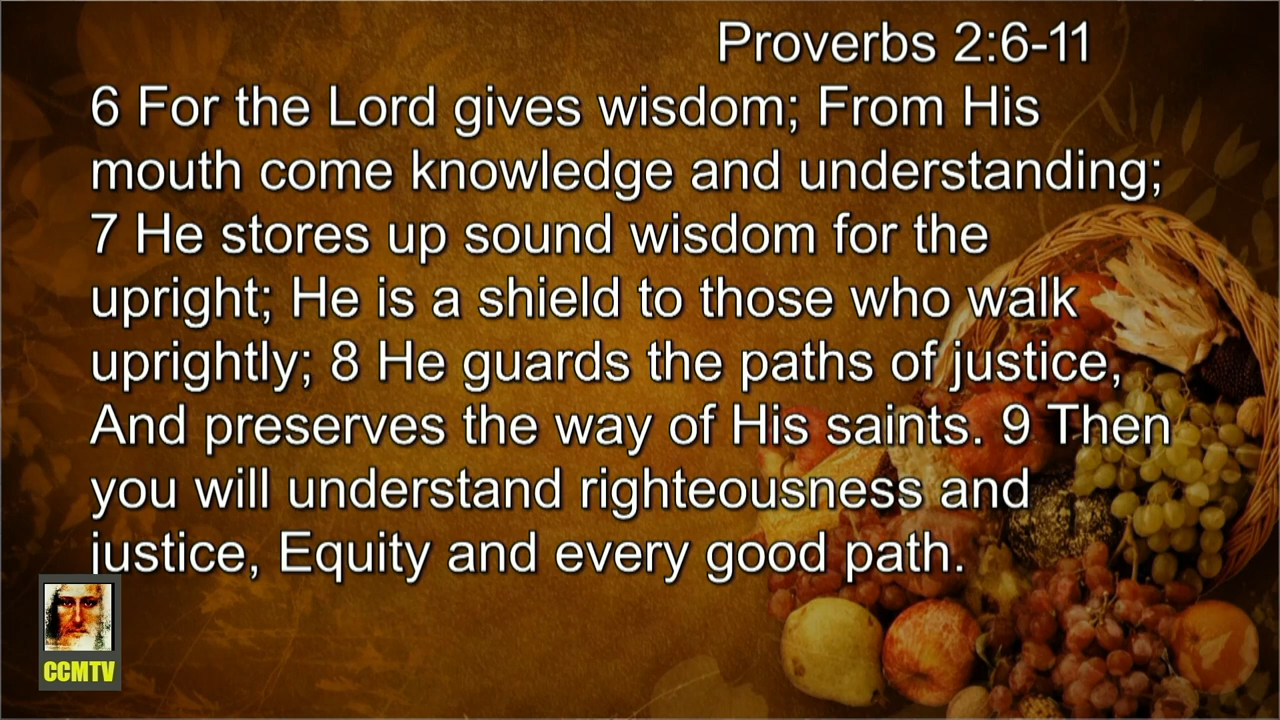 Proverbs 2:6-11
6 For the Lord gives wisdom; From His
mouth come knowledge and understanding;
7 He stores up sound wisdom for the
upright; He is a shield to those who walk
uprightly; 8 He guards the paths of justice,
And preserves the way of His saints. 9 Then
you will understand righteousness and
justice, Equity and every good path.
CCMTV